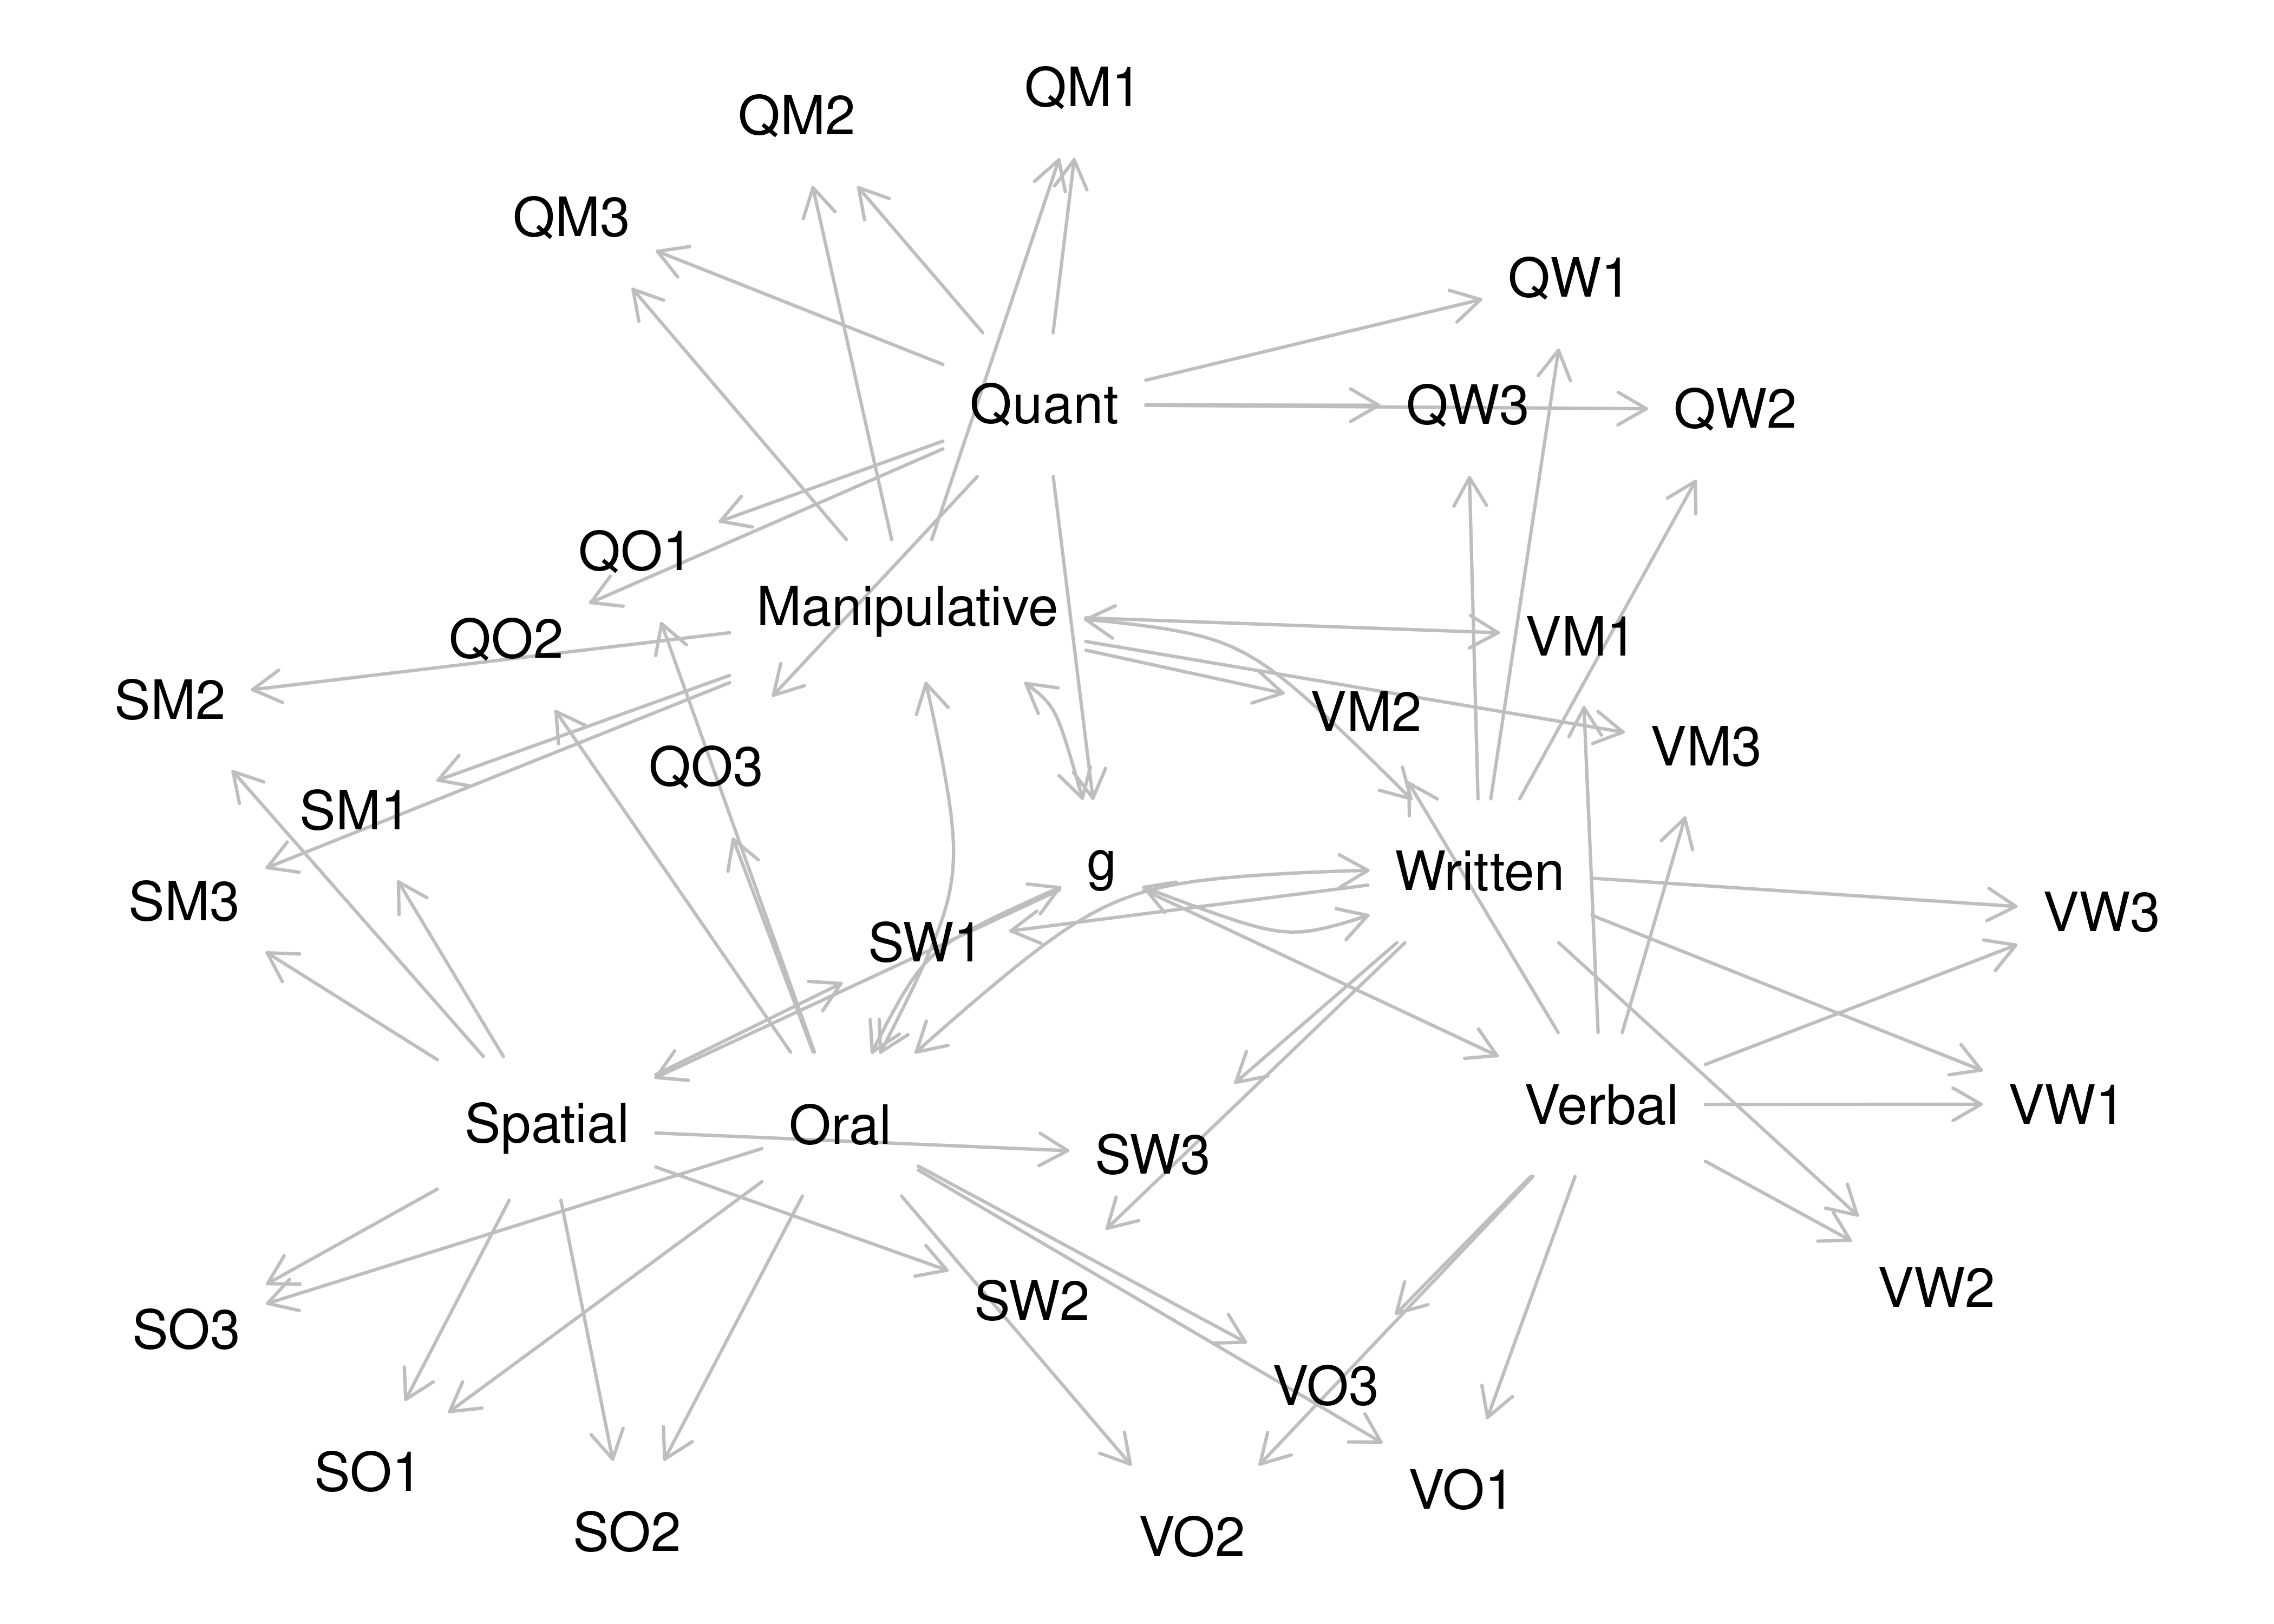 QM1
QM2
QM3
QW1
Quant
QW3
QW2
QO1
Manipulative
QO2
VM1
SM2
VM2
VM3
QO3
SM1
g
Written
SM3
VW3
SW1
Verbal
VW1
Spatial
Oral
SW3
VW2
SW2
SO3
VO3
SO1
VO1
SO2
VO2